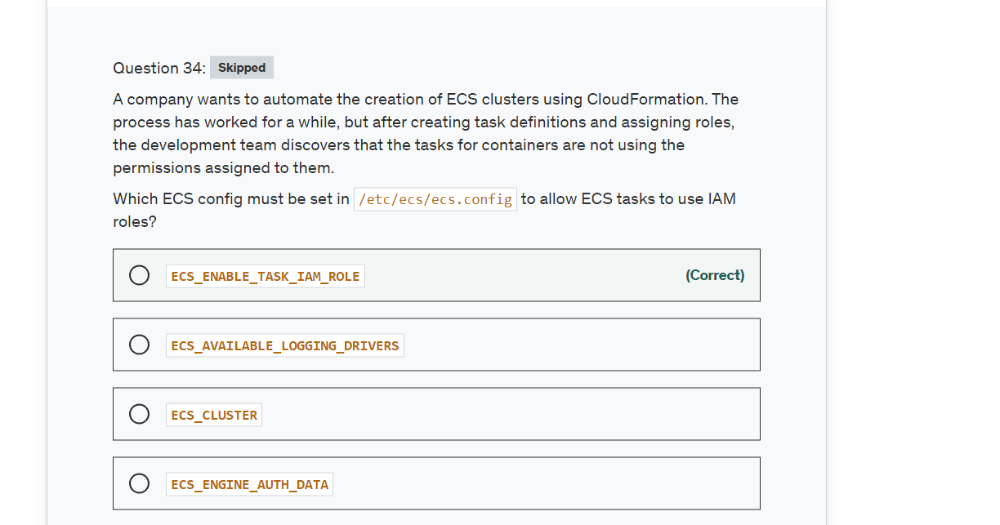 Question 34: Skipped
A company wants to automate the creation of ECS clusters using CloudFormation. The
process has worked for a while, but after creating task definitions and assigning roles,
the development team discovers that the tasks for containers are not using the
permissions assigned to them.
Which ECS config must be set in /etc/ecs/ecs.config to allow ECS tasks to use IAM
roles?
ECS_ENABLE_TASK_IAM_ROLE (Correct)
ECS_AVAILABLE_LOGGING_DRIVERS
ECS_CLUSTER
ECS_ENGINE_AUTH_DATA